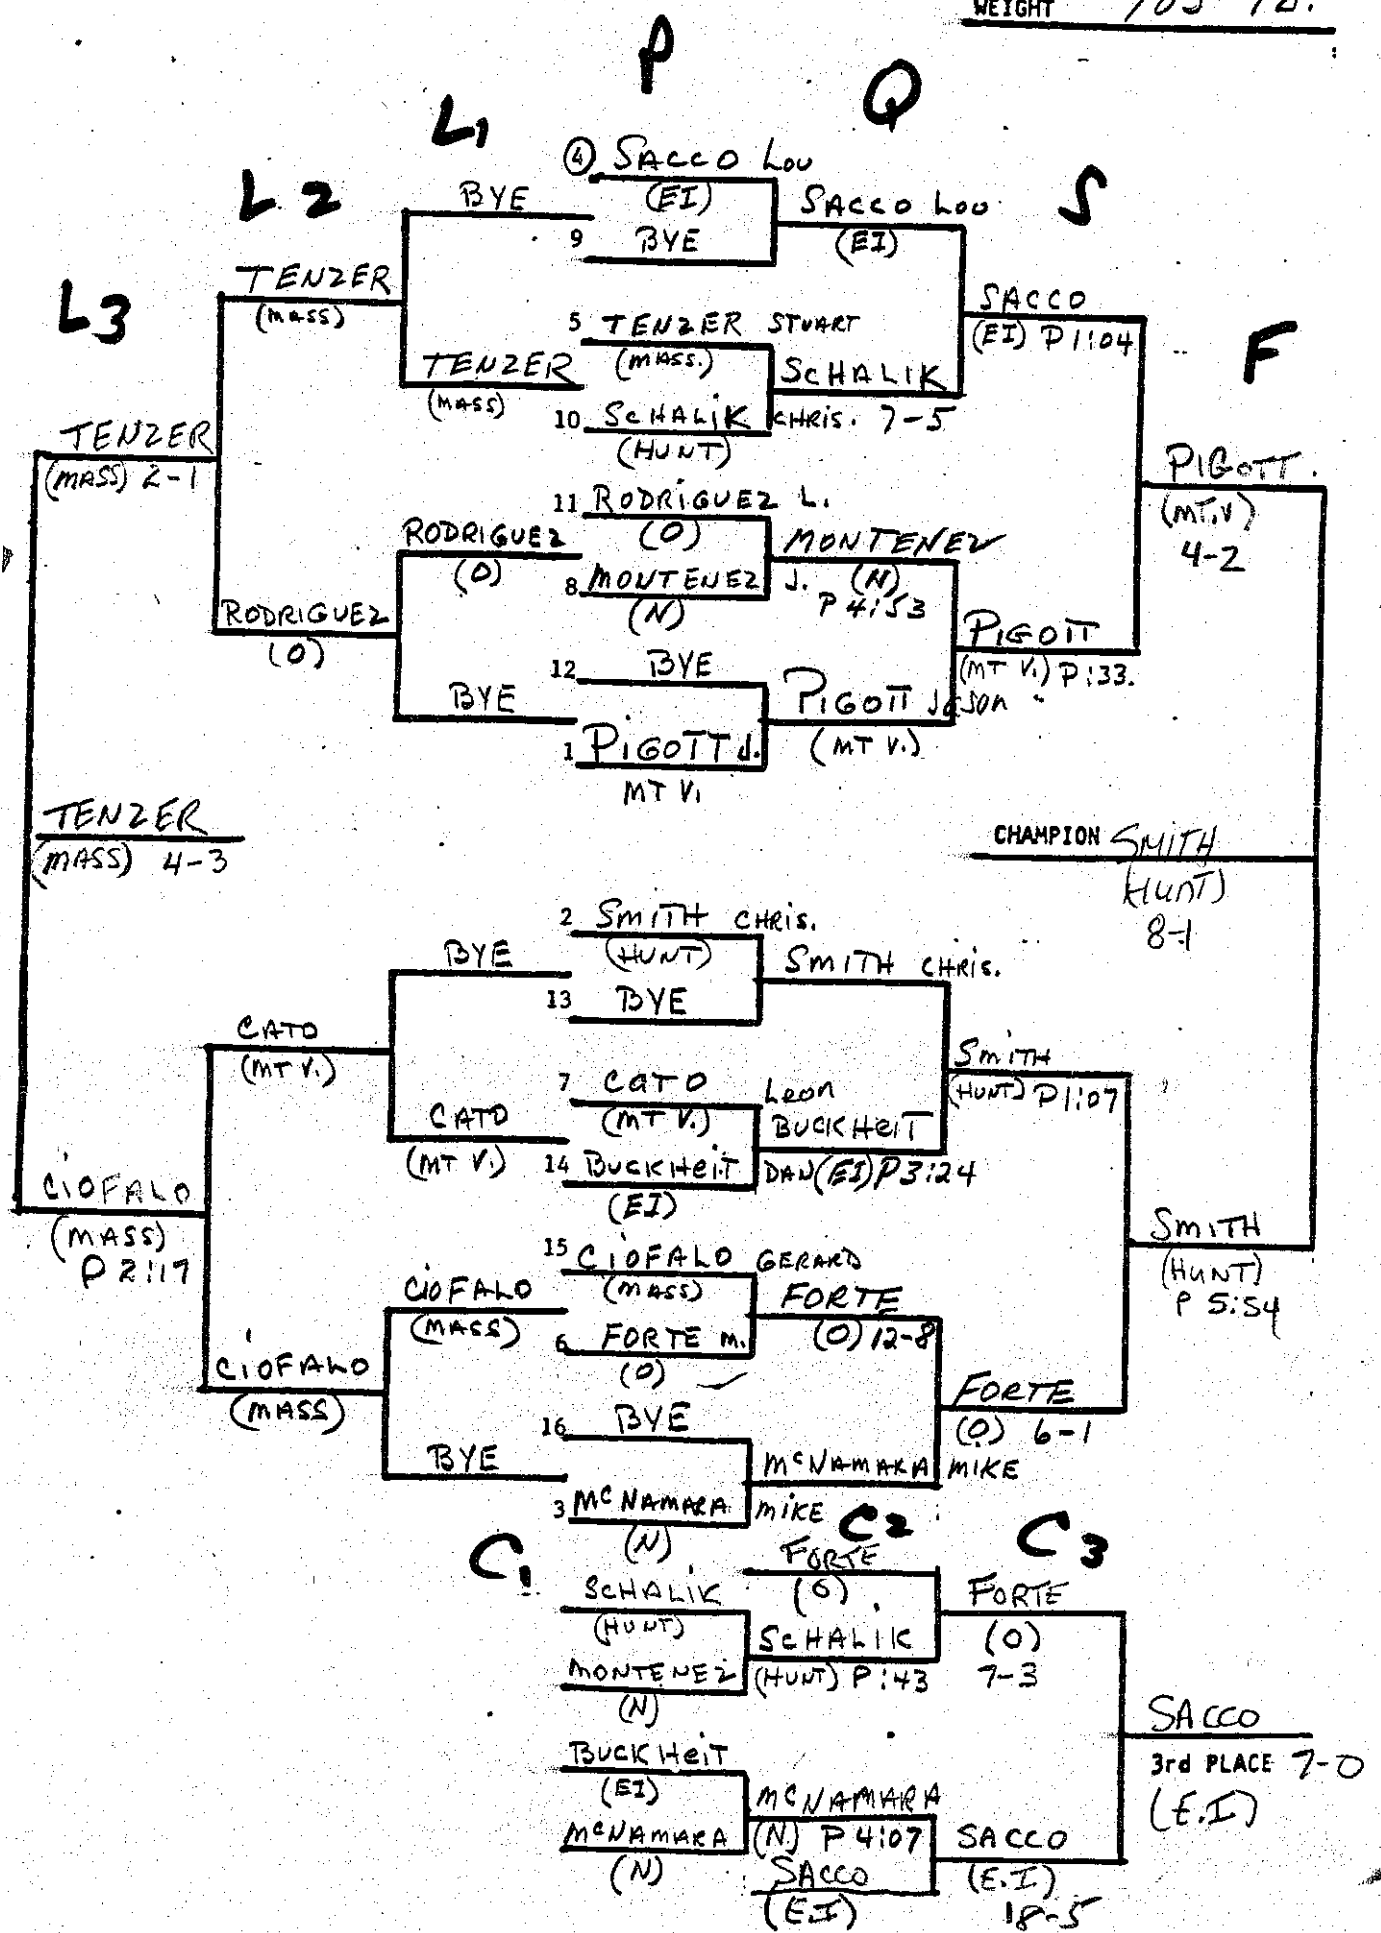 WEIGHT
P
Q
L1
④ SACCO LOU
L2
BYE
(EI)
SACCO LOU
S
9 BYE
(EI)
TENZER
(MASS)
L3
SACCO
5 TENZER STUART
(EI) P 1:04
F
(MASS.)
TENZER
SCHALIK
(MASS)
10 SCHALIK CHRIS. 7-5
(HUNT)
TENZER
(MASS) 2-1
PIGOTT.
(MT.V)
4-2
11 RODRIGUEZ L.
RODRIGUEZ
(O)
MONTENEZ
(O)
8 MONTENEZ J. (N)
(N)
P 4:53
RODRIGUEZ
(O)
PIGOTT
(MT V.) P :33.
12 BYE
BYE
PIGOTT JASON
1 PIGOTT J.
(MT V.)
MT V.
TENZER
(MASS) 4-3
CHAMPION SMITH
(HUNT)
8-1
2 SMITH CHRIS.
BYE
(HUNT)
SMITH CHRIS.
13 BYE
CATO
(MT V.)
SMITH
(HUNT) P 1:07
7 CATO LEON
(MT V.)
CATO
BUCKHEIT
(MT V.)
14 BUCKHEIT DAN (EI) P 3:24
(EI)
CIOFALO
(MASS)
P 2:17
SMITH
(HUNT)
P 5:54
15 CIOFALO GERARD
CIOFALO
(MASS)
FORTE
(MASS)
6 FORTE M.
(O) 12-8
(O)
CIOFALO
(MASS)
FORTE
(O) 6-1
16 BYE
BYE
MCNAMARA MIKE
3 MCNAMARA MIKE
(N)
C1
C2
C3
FORTE
(O)
FORTE
(O)
7-3
SCHALIK
(HUNT)
SCHALIK
(HUNT) P :43
MONTENEZ
(N)
SACCO
3rd PLACE 7-0
(E.I)
BUCKHEIT
(EI)
MCNAMARA
(N.) P 4:07
MCNAMARA
(N)
SACCO
(E.I.)
18-5
SACCO
(E.I)